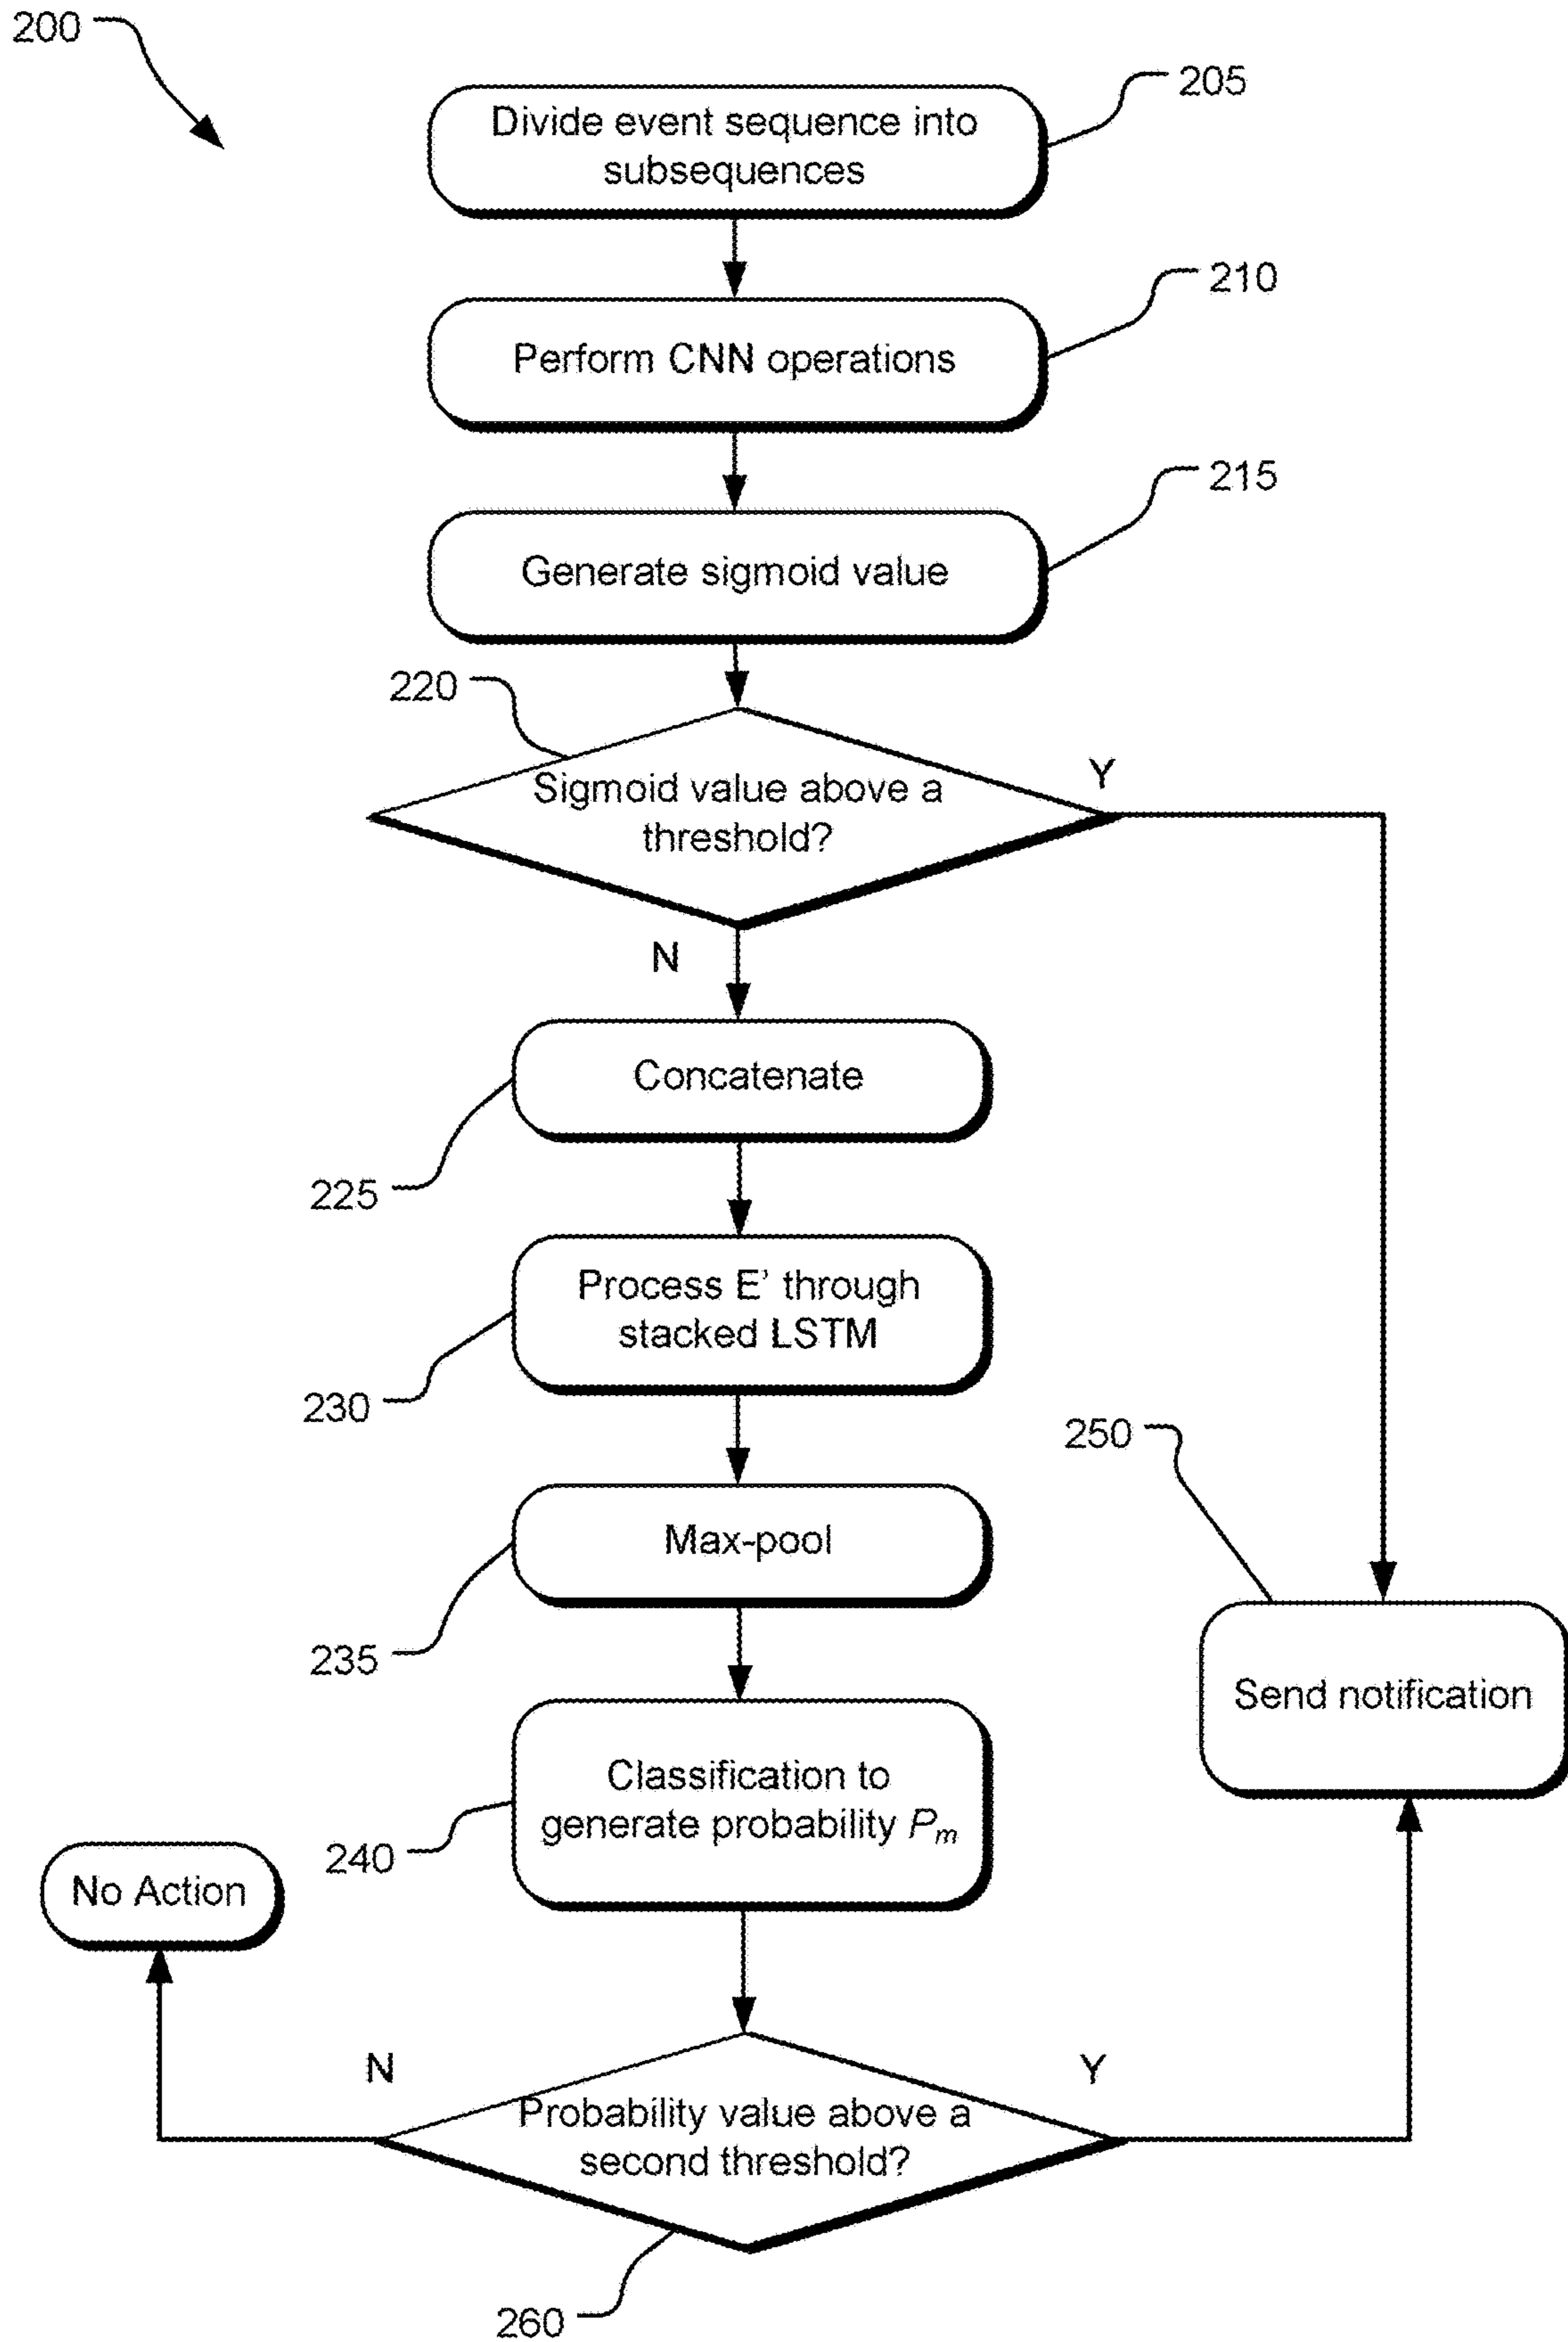 200
205
Divide event sequence into
subsequences
210
Perform CNN operations
215
Generate sigmoid value
220
Y
Sigmoid value above a
threshold?
N
Concatenate
225
Process E’ through
stacked LSTM
230
250
Max-pool
235
Send notification
Classification to
generate probability Pm
240
No Action
N
Y
Probability value above a
second threshold?
260